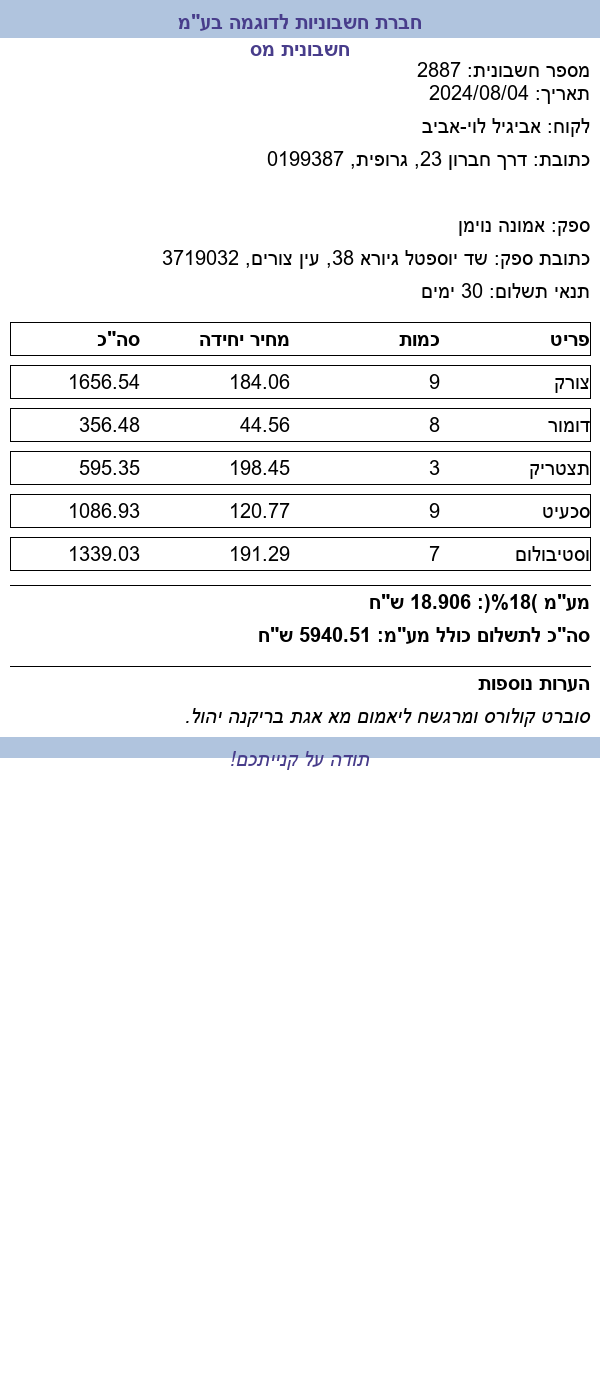 חברת חשבוניות לדוגמה בע"מ
חשבונית מס
מספר חשבונית: 2887
תאריך: 2024/08/04
לקוח: אביגיל לוי-אביב
כתובת: דרך חברון 23, גרופית, 0199387
ספק: אמונה נוימן
כתובת ספק: שד יוספטל גיורא 38, עין צורים, 3719032
תנאי תשלום: 30 ימים
פריט כמות מחיר יחידה סה"כ
צורק 9 184.06 1656.54
דומור 8 44.56 356.48
תצטריק 3 198.45 595.35
סכעיט 9 120.77 1086.93
וסטיבולום 7 191.29 1339.03
מע"מ )18%(: 18.906 ש"ח
סה"כ לתשלום כולל מע"מ: 5940.51 ש"ח
הערות נוספות
סוברט קולורס ומרגשח ליאמום מא אגת בריקנה יהול.
תודה על קנייתכם!